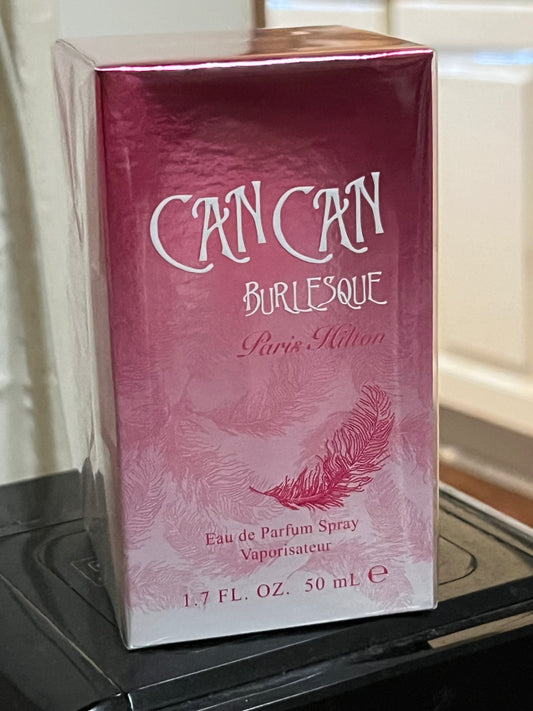 CAN CAN
BURLESQUE
Paris Hilton
Eau de Parfum Spray
Vaporisateur
1.7 FL. OZ. 50 mL ℮